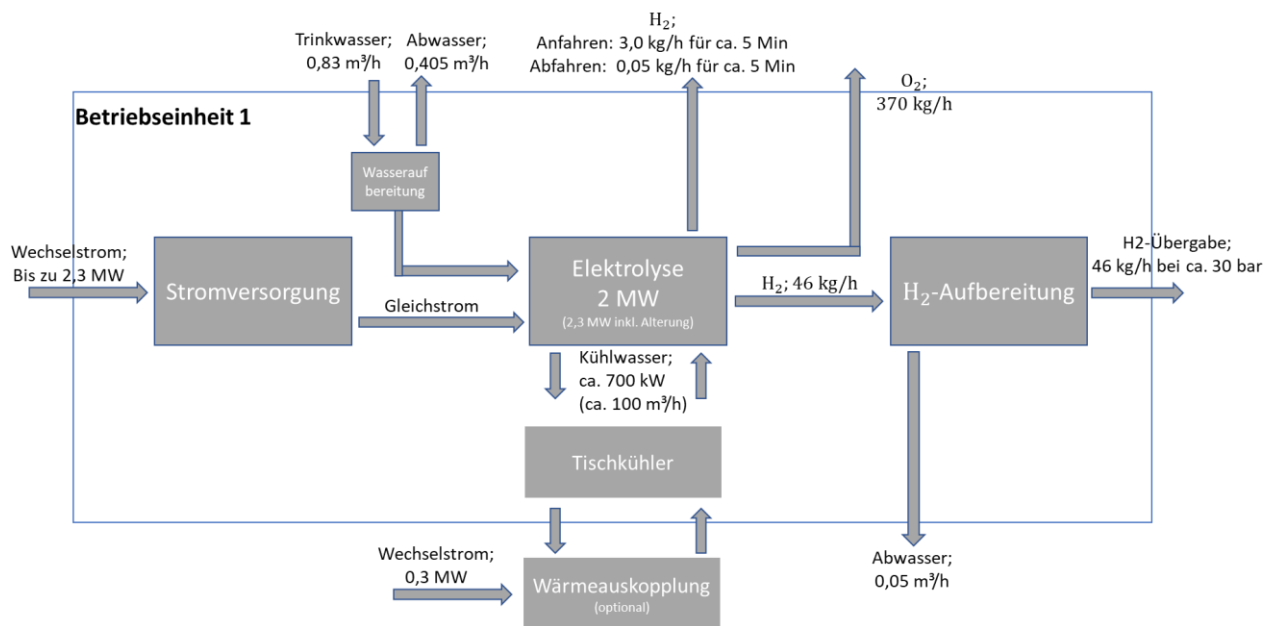 H₂;
Anfahren: 3,0 kg/h für ca. 5 Min
Abfahren: 0,05 kg/h für ca. 5 Min
Trinkwasser;
0,83 m³/h
Abwasser;
0,405 m³/h
O₂;
370 kg/h
Betriebseinheit 1
Wasserauf
bereitung
Wechselstrom;
Bis zu 2,3 MW
Stromversorgung
Gleichstrom
Elektrolyse
2 MW
(2,3 MW inkl. Alterung)
H₂; 46 kg/h
H₂-Aufbereitung
H2-Übergabe;
46 kg/h bei ca. 30 bar
Kühlwasser;
ca. 700 kW
(ca. 100 m³/h)
Tischkühler
Wechselstrom;
0,3 MW
Wärmeauskopplung
(optional)
Abwasser;
0,05 m³/h